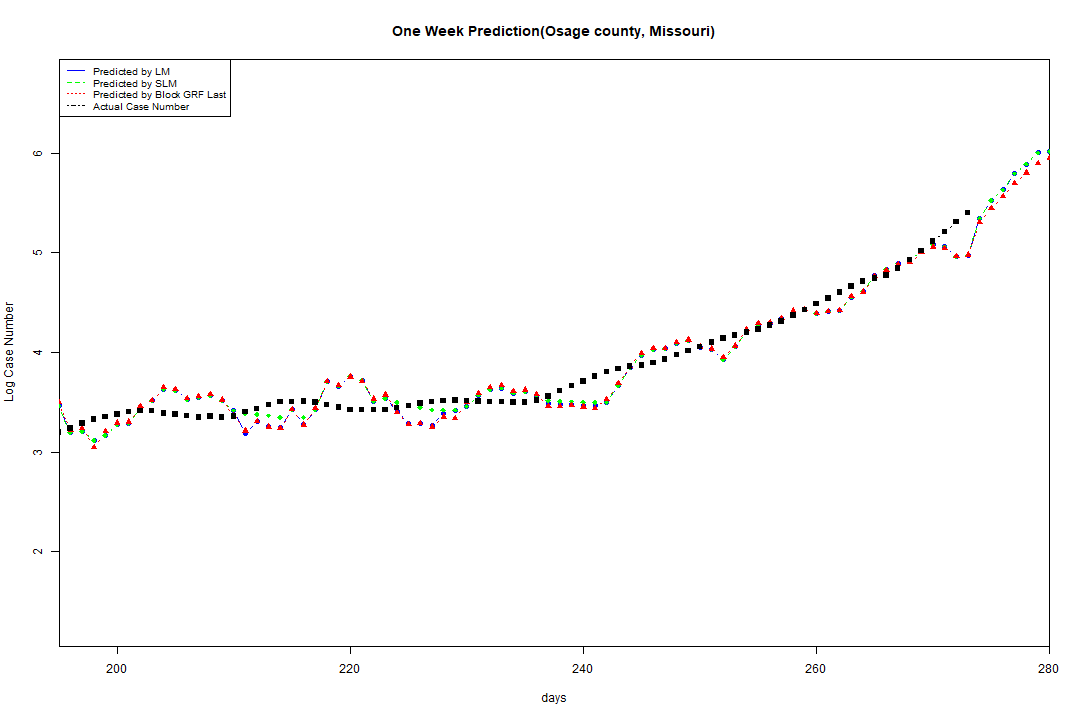 One Week Prediction(Osage county, Missouri)
Predicted by LM
Predicted by SLM
Predicted by Block GRF Last
Actual Case Number
Log Case Number
6
5
4
3
2
200 220 240 260 280
days